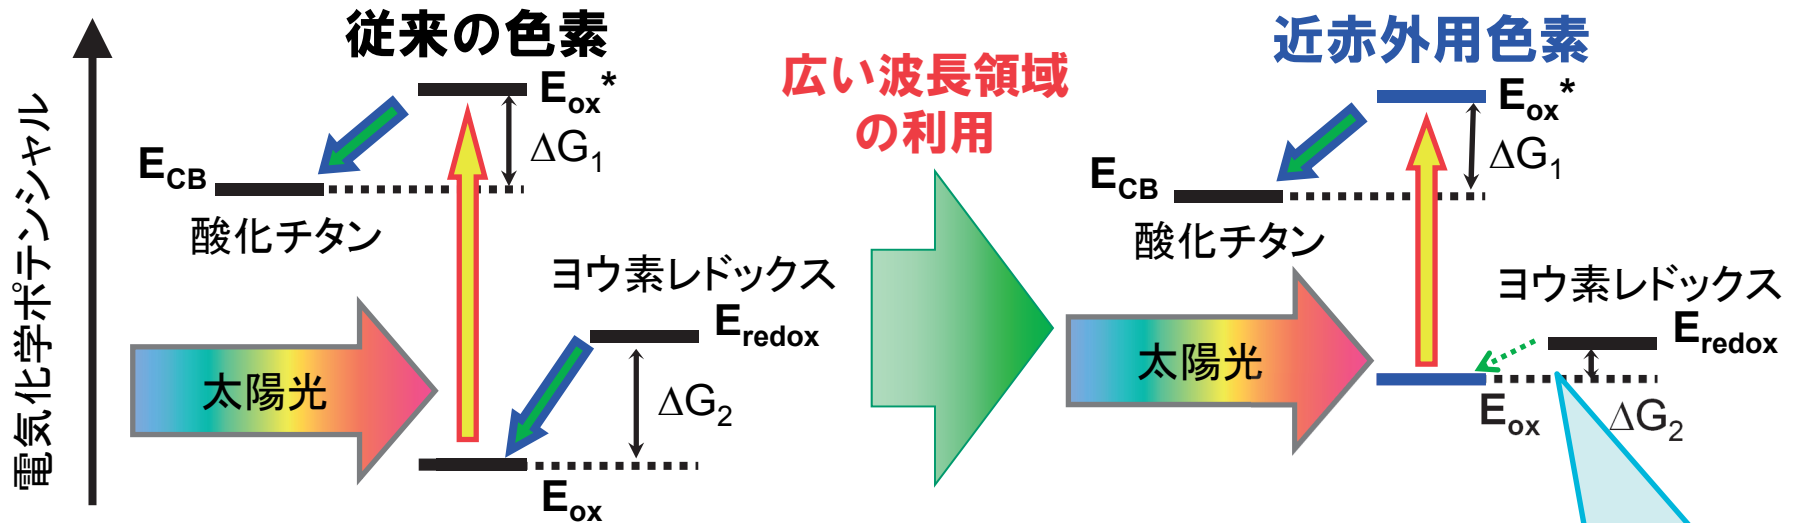 電気化学ポテンシャル
従来の色素
Eox*
ΔG1
ECB
酸化チタン
ヨウ素レドックス
Eredox
太陽光
ΔG2
Eox
広い波長領域
の利用
近赤外用色素
Eox*
ΔG1
ECB
酸化チタン
ヨウ素レドックス
Eredox
太陽光
Eox
ΔG2